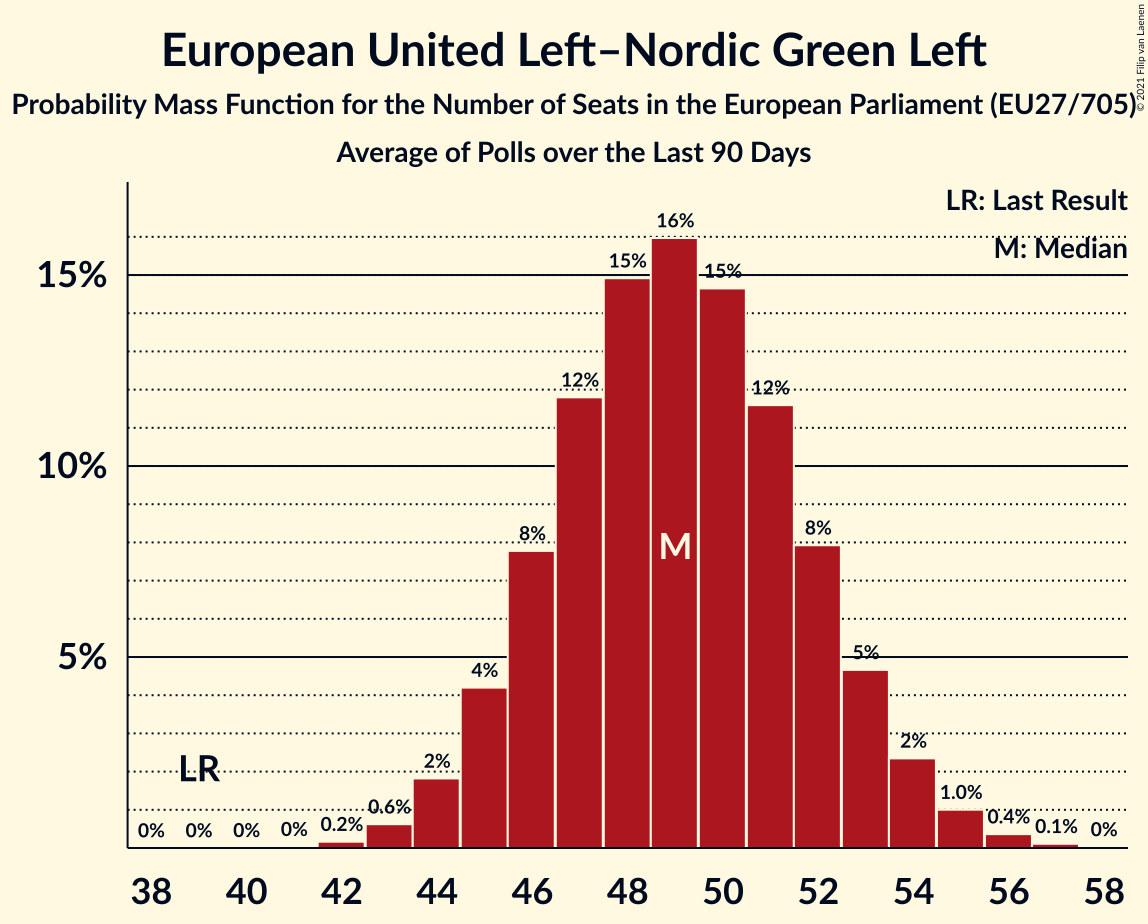 European United Left–Nordic Green Left
Probability Mass Function for the Number of Seats in the European Parliament (EU27/705)
Average of Polls over the Last 90 Days
© 2021 Filip van Laenen
LR: Last Result
M: Median
16%
15%
15%
15%
12%
12%
10%
8%
8%
M
5%
5%
4%
2%
2%
LR
1.0%
0.6%
0.4%
0.2%
0.1%
0%
0%
0%
0%
0%
38 40 42 44 46 48 50 52 54 56 58